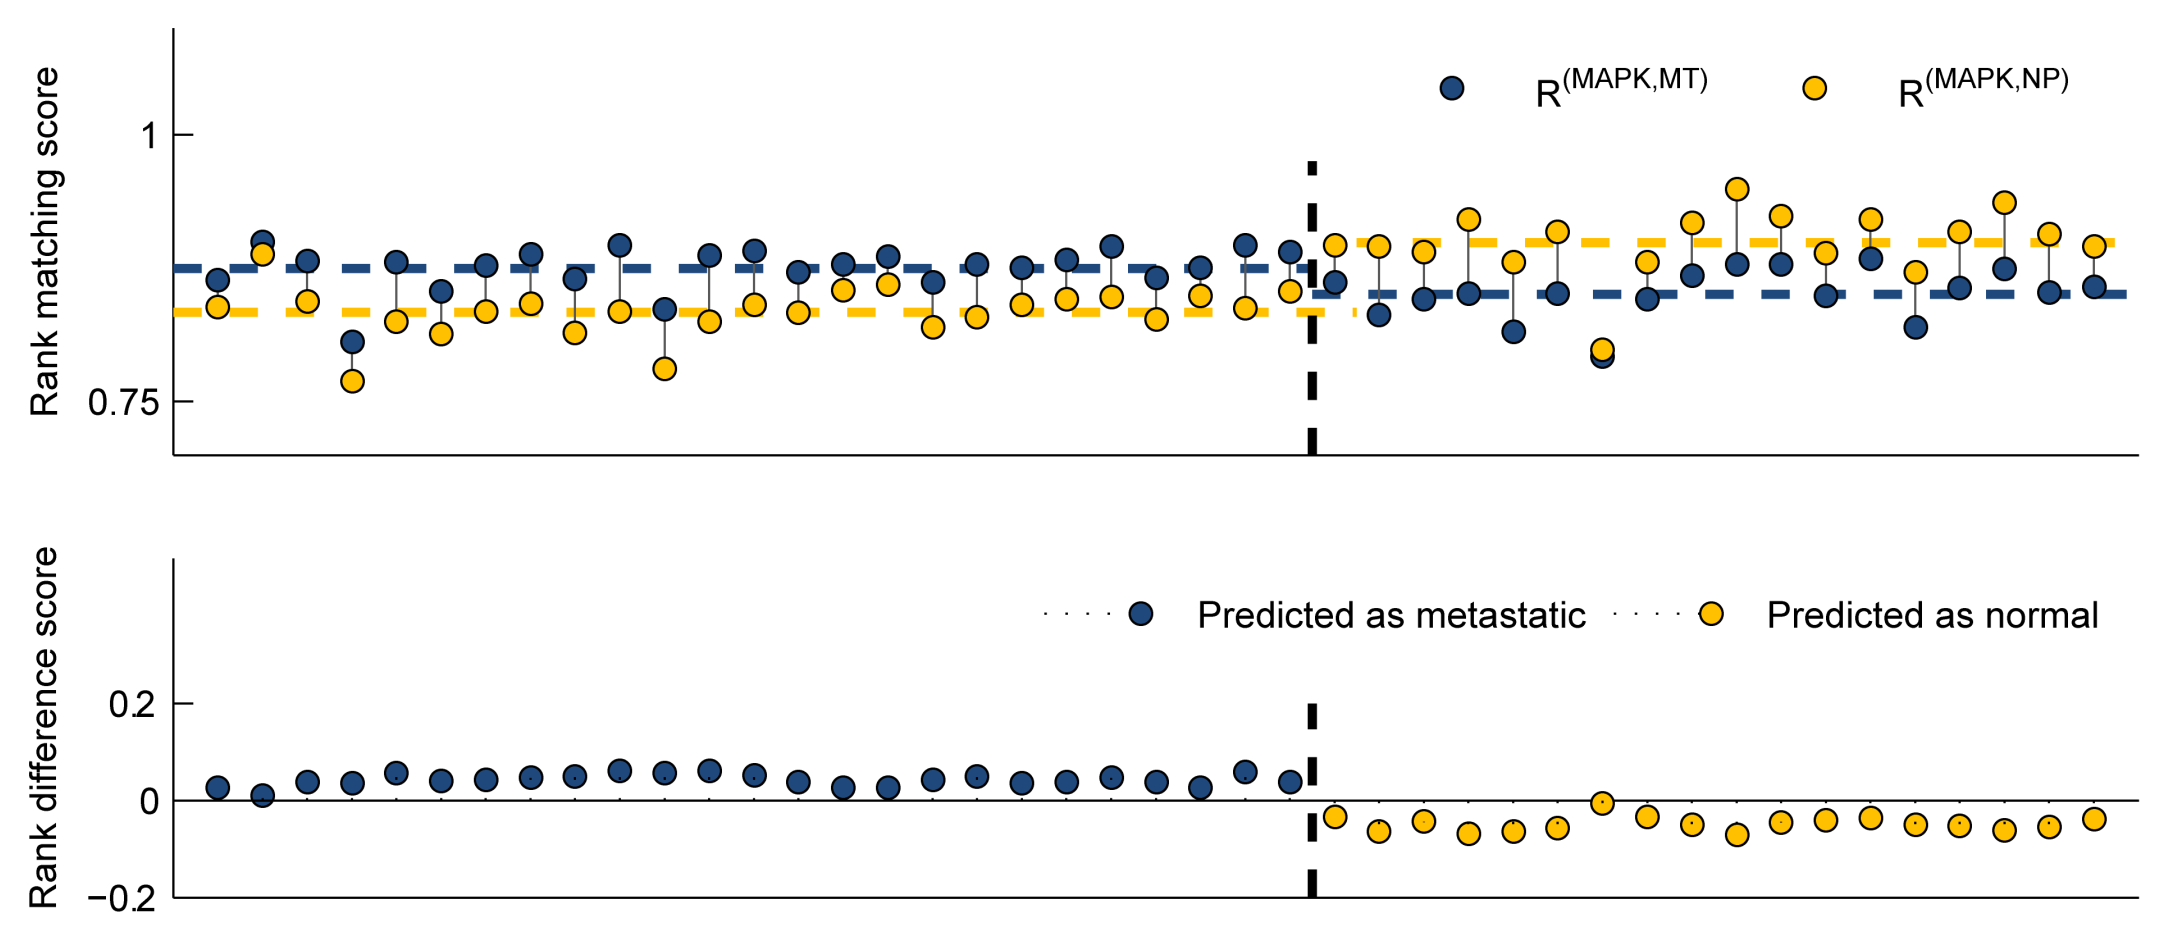 Rank matching score
1
0.75
R(MAPK,MT)
R(MAPK,NP)
Rank difference score
0.2
0
−0.2
Predicted as metastatic
Predicted as normal